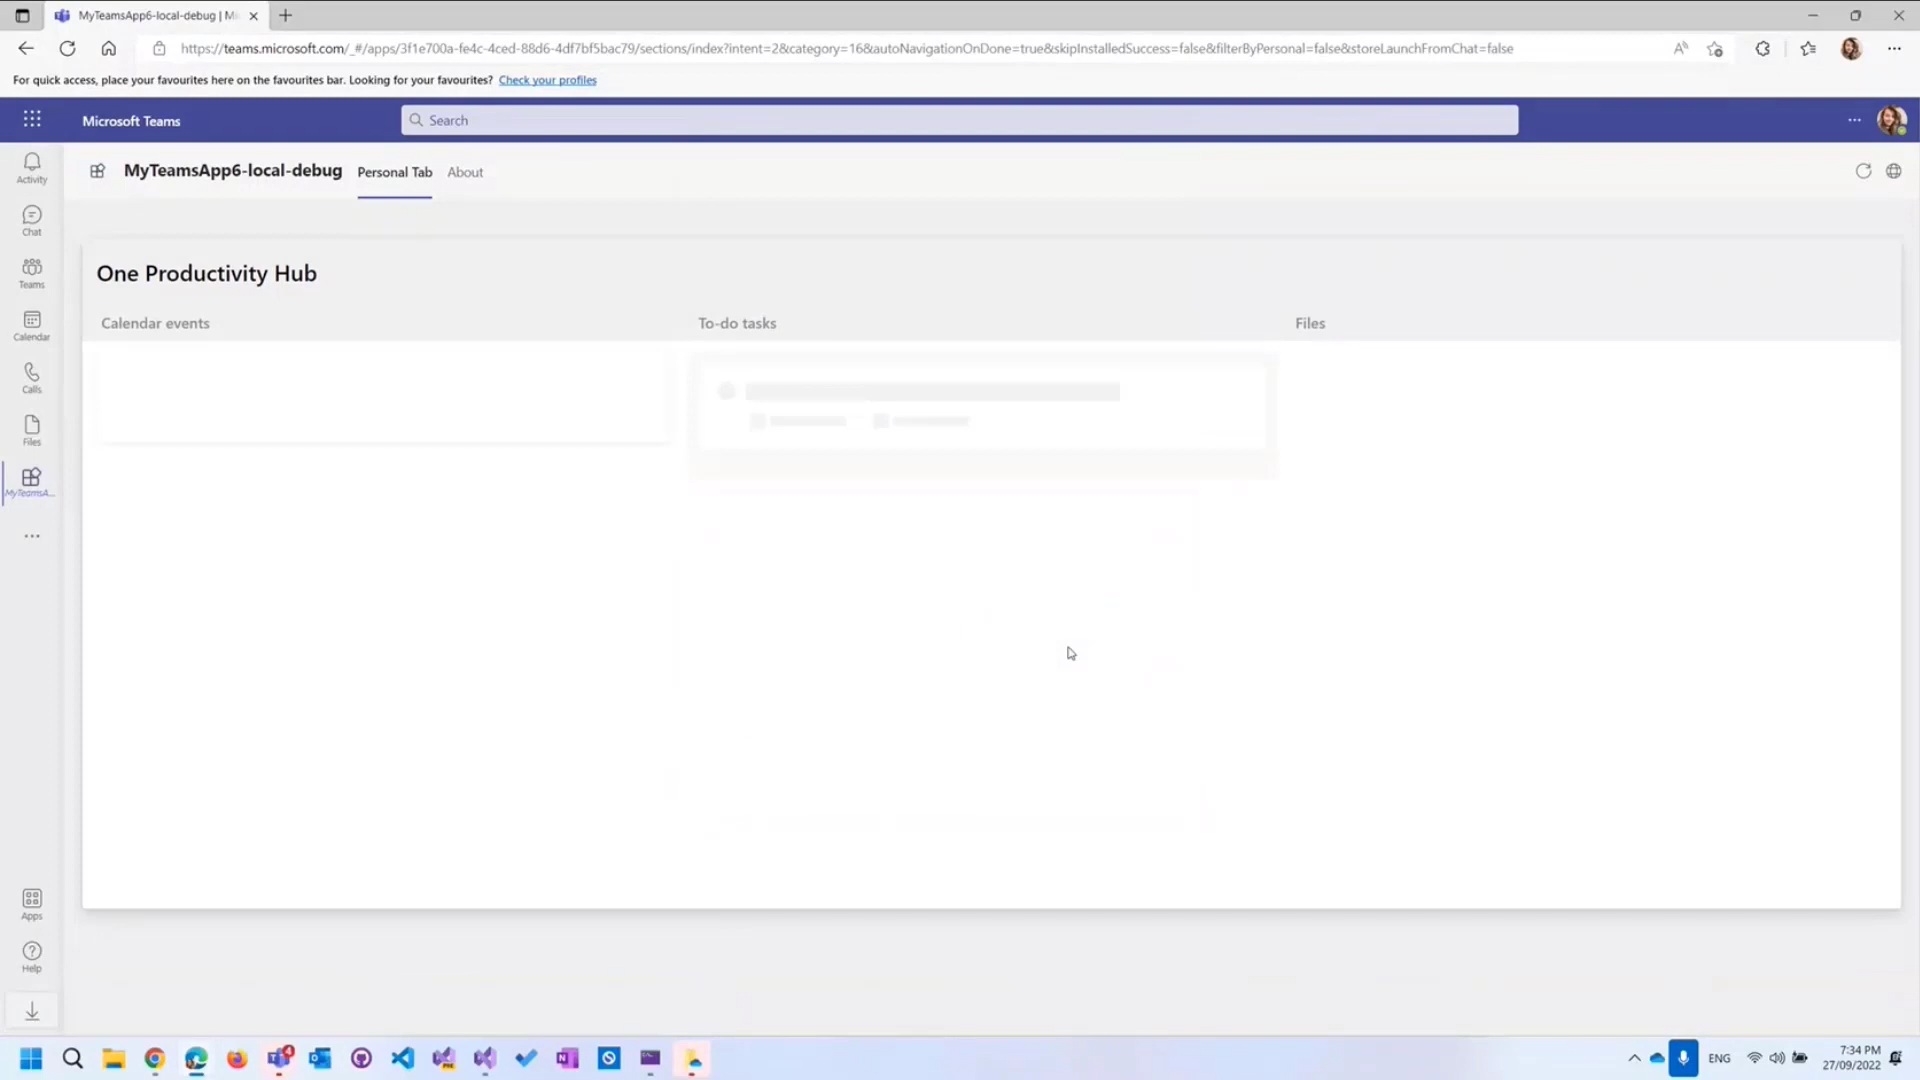 MyTeamsApp6-local-debug | Mi
https://teams.microsoft.com/_#/apps/3f1e700a-fe4c-4ced-88d6-4df7bf5bac79/sections/index?intent=2&category=16&autoNavigationOnDone=true&skipInstalledSuccess=false&filterByPersonal=false&storeLaunchFromChat=false
For quick access, place your favourites here on the favourites bar. Looking for your favourites? Check your profiles
Microsoft Teams
Search
Activity
Chat
Teams
Calendar
Calls
Files
MyTeamsA...
Apps
Help
MyTeamsApp6-local-debug
Personal Tab
About
One Productivity Hub
Calendar events
To-do tasks
Files
4
ENG
7:34 PM
27/09/2022